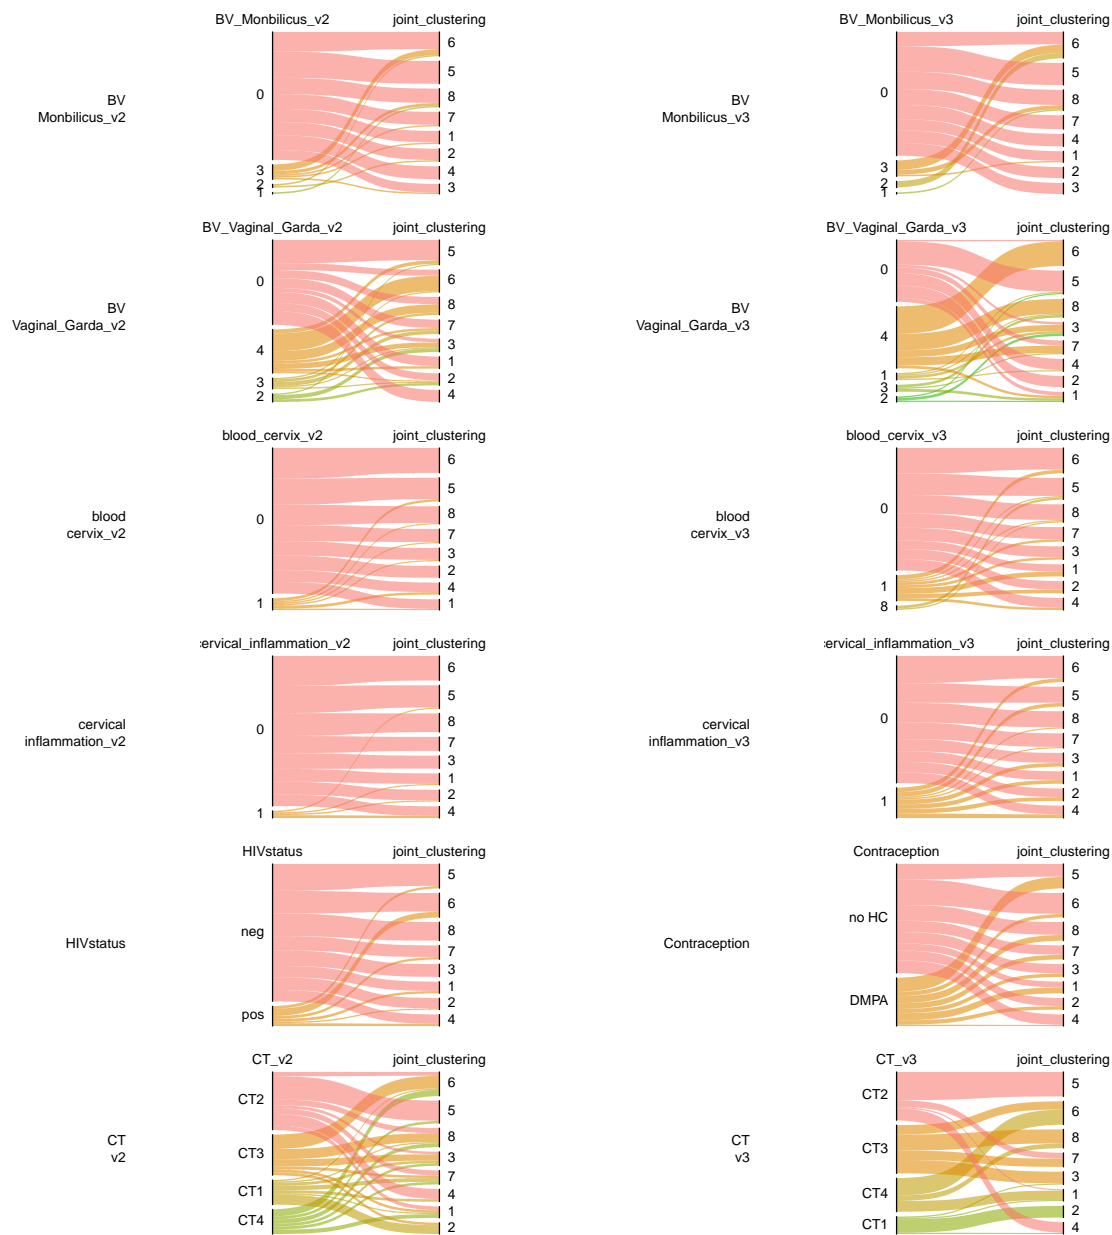 BV_Monbilicus_v2 joint_clustering
BV
Monbilicus_v2
0
3
2
1
6
5
8
7
1
2
4
3
BV_Monbilicus_v3 joint_clustering
BV
Monbilicus_v3
0
3
2
1
6
5
8
7
4
1
2
3
BV_Vaginal_Garda_v2 joint_clustering
BV
Vaginal_Garda_v2
0
4
3
2
5
6
8
7
3
1
2
4
BV_Vaginal_Garda_v3 joint_clustering
BV
Vaginal_Garda_v3
0
4
1
3
2
6
5
8
3
7
4
2
1
blood_cervix_v2 joint_clustering
blood
cervix_v2
0
1
6
5
8
7
3
2
4
1
blood_cervix_v3 joint_clustering
blood
cervix_v3
0
1
8
6
5
8
7
3
1
2
4
ervical_inflammation_v2 joint_clustering
cervical
inflammation_v2
0
1
6
5
8
7
3
1
2
4
ervical_inflammation_v3 joint_clustering
cervical
inflammation_v3
0
1
6
5
8
7
3
1
2
4
HIVstatus joint_clustering
HIVstatus
neg
pos
5
6
8
7
3
1
2
4
Contraception joint_clustering
Contraception
no HC
DMPA
5
6
8
7
3
1
2
4
CT_v2 joint_clustering
CT
v2
CT2
CT3
CT1
CT4
6
5
8
3
7
4
1
2
CT_v3 joint_clustering
CT
v3
CT2
CT3
CT4
CT1
5
6
8
7
3
1
2
4